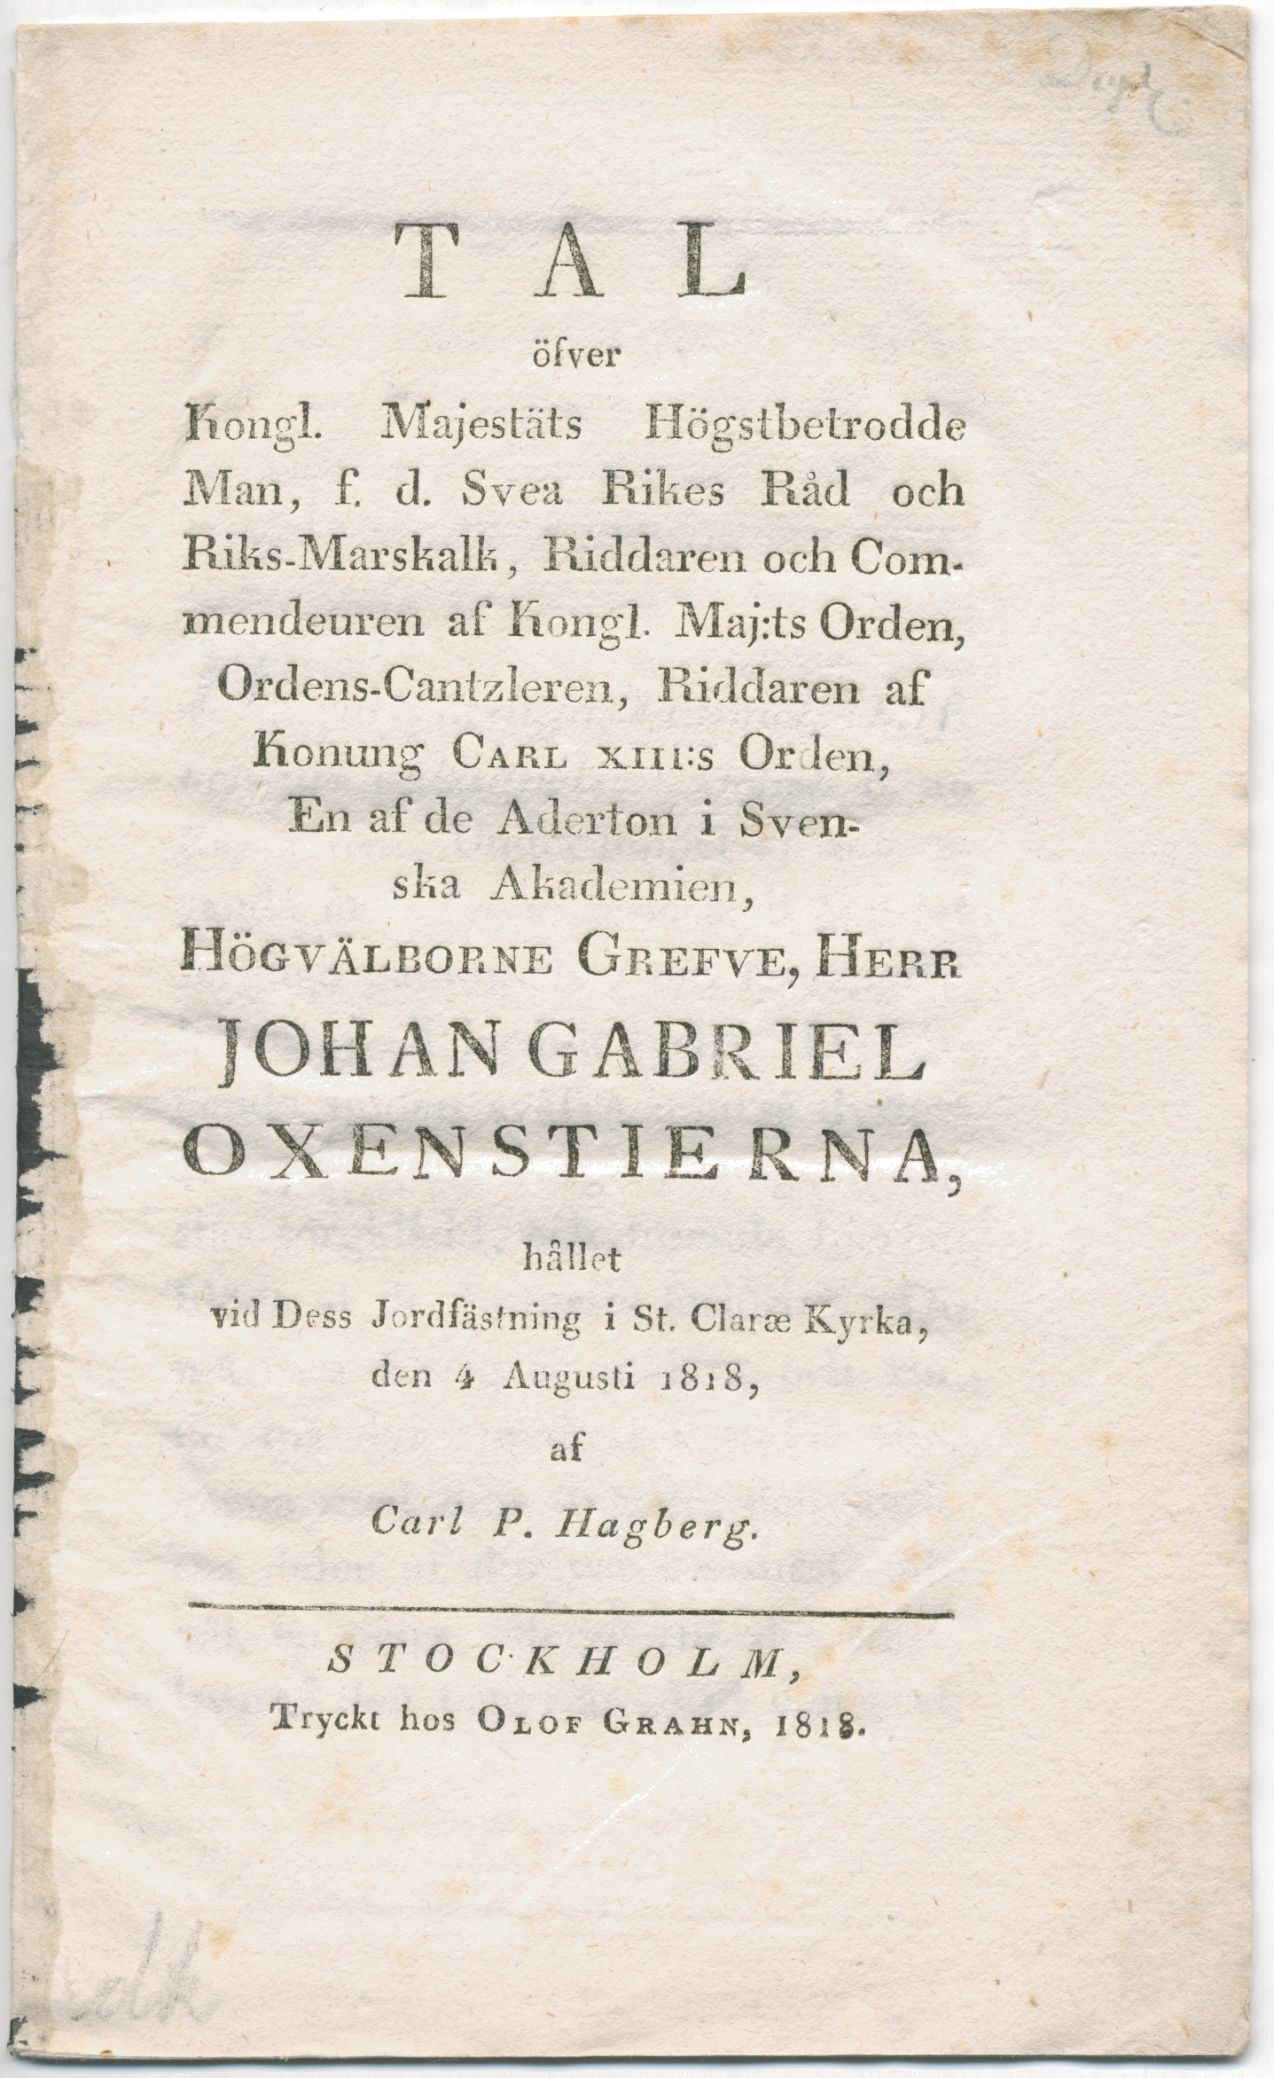 TAL
öfver
Kongl. Majestäts Högstbetrodde
Man, f. d. Svea Rikes Råd och
Riks-Marskalk, Riddaren och Com-
mendeuren af Kongl. Maj:ts Orden,
Ordens-Cantzleren, Riddaren af
Konung CARL XIII:S Orden,
En af de Aderton i Sven-
ska Akademien,
HÖGVÄLBORNE GREFVE, HERR
JOHAN GABRIEL
OXENSTIERNA,
hållet
vid Dess Jordfästning i St. Claræ Kyrka,
den 4 Augusti 1818,
af
Carl P. Hagberg.
STOCKHOLM,
Tryckt hos OLOF GRAHN, 1818.